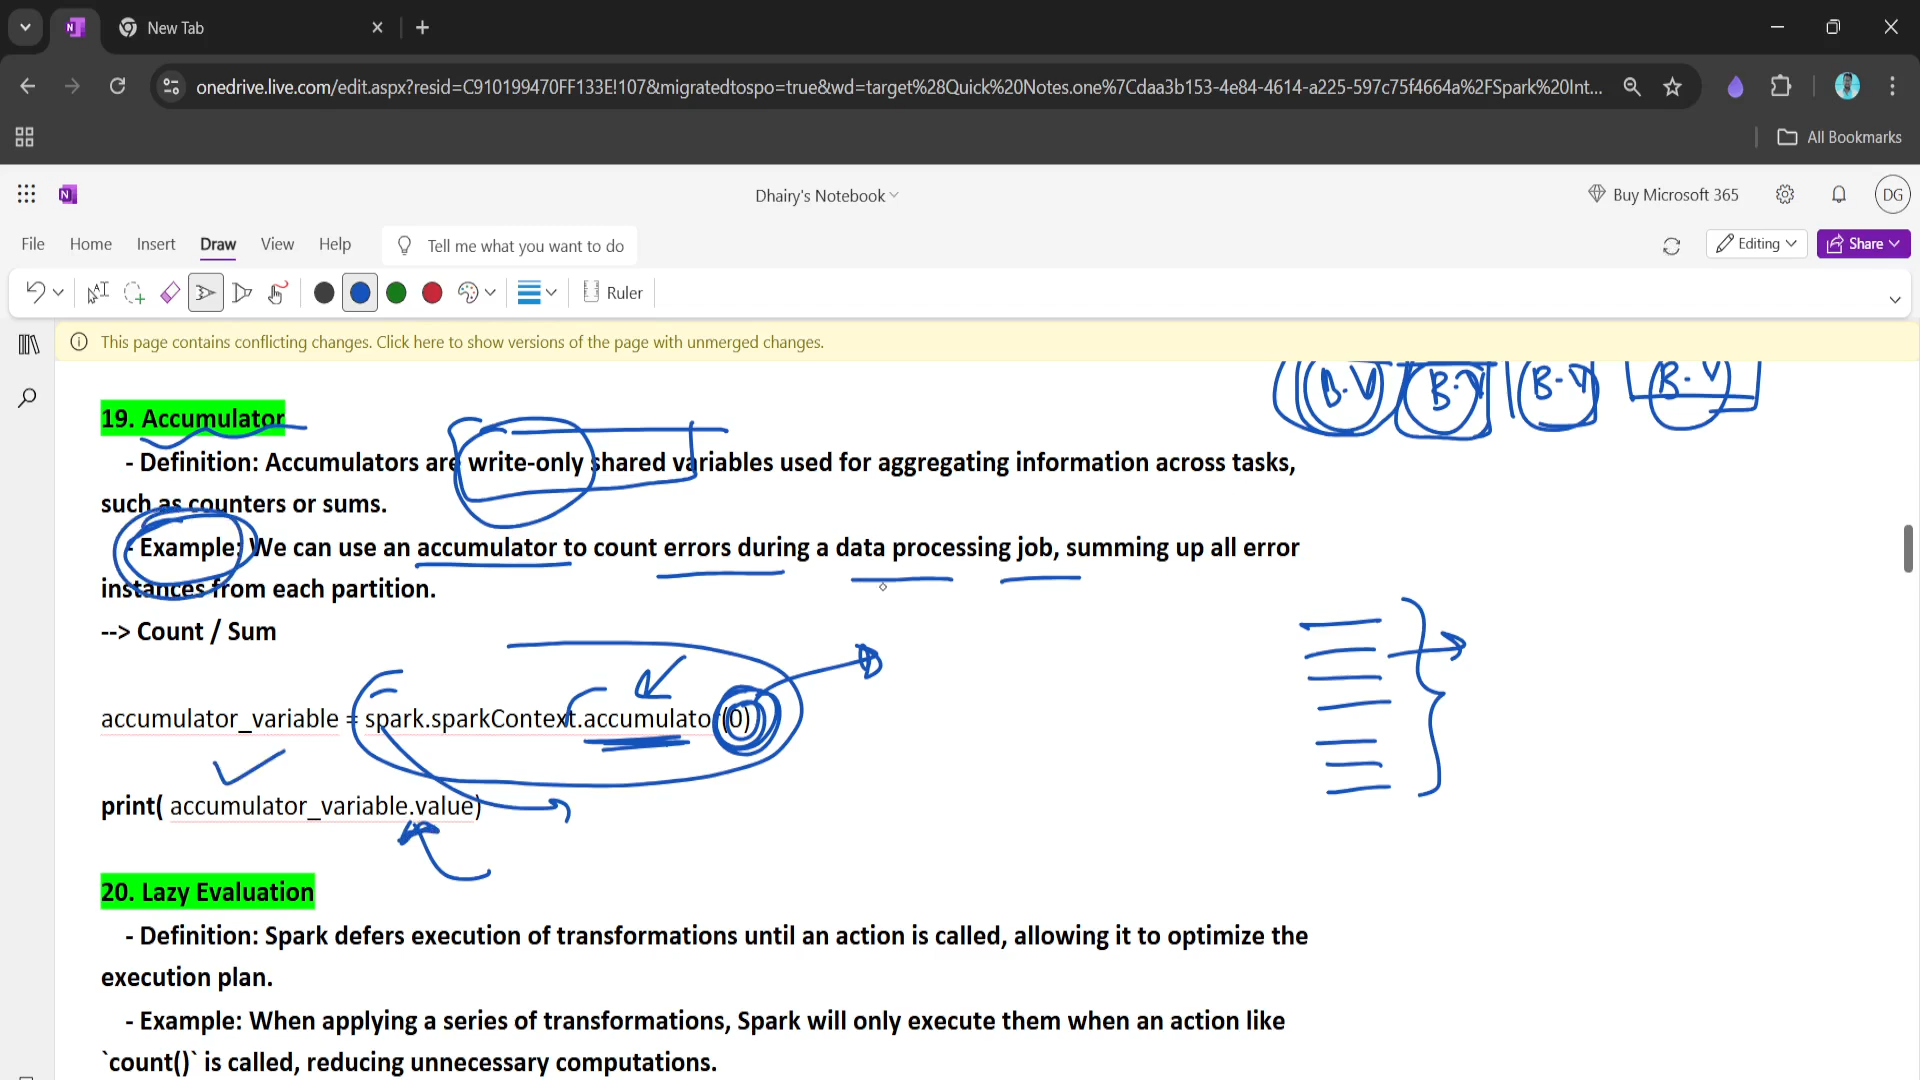 New Tab
onedrive.live.com/edit.aspx?resid=C910199470FF133E!107&migratedtospo=true&wd=target%28Quick%20Notes.one%7Cdaa3b153-4e84-4614-a225-597c75f4664a%2FSpark%20Int...
All Bookmarks
N Dhairy's Notebook Buy Microsoft 365 DG
File Home Insert Draw View Help Tell me what you want to do Editing Share
Ruler
This page contains conflicting changes. Click here to show versions of the page with unmerged changes.
B.V B.V B.V B.V
19. Accumulator
- Definition: Accumulators are write-only shared variables used for aggregating information across tasks,
such as counters or sums.
- Example: We can use an accumulator to count errors during a data processing job, summing up all error
instances from each partition.
--> Count / Sum
accumulator_variable = spark.sparkContext.accumulator(0)
print( accumulator_variable.value)
20. Lazy Evaluation
- Definition: Spark defers execution of transformations until an action is called, allowing it to optimize the
execution plan.
- Example: When applying a series of transformations, Spark will only execute them when an action like
`count()` is called, reducing unnecessary computations.